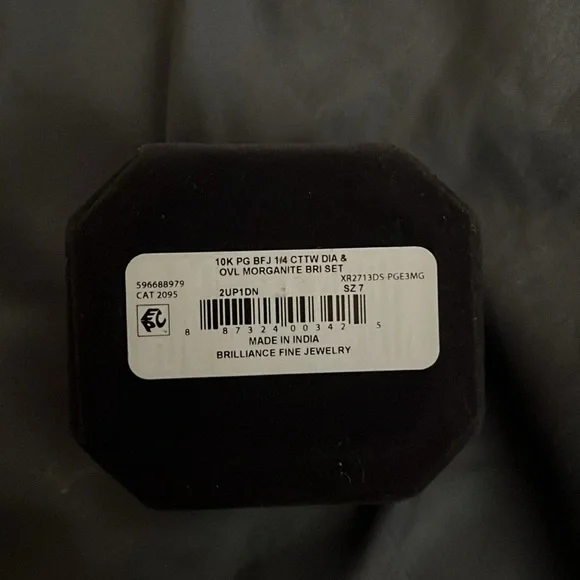 10K PG BFJ 1/4 CTTW DIA &
OVL MORGANITE BRI SET
596688979 XR2713DS-PGE3MG
CAT 2095 2UP1DN SZ 7
EPC
8 87324 00342 5
MADE IN INDIA
BRILLIANCE FINE JEWELRY